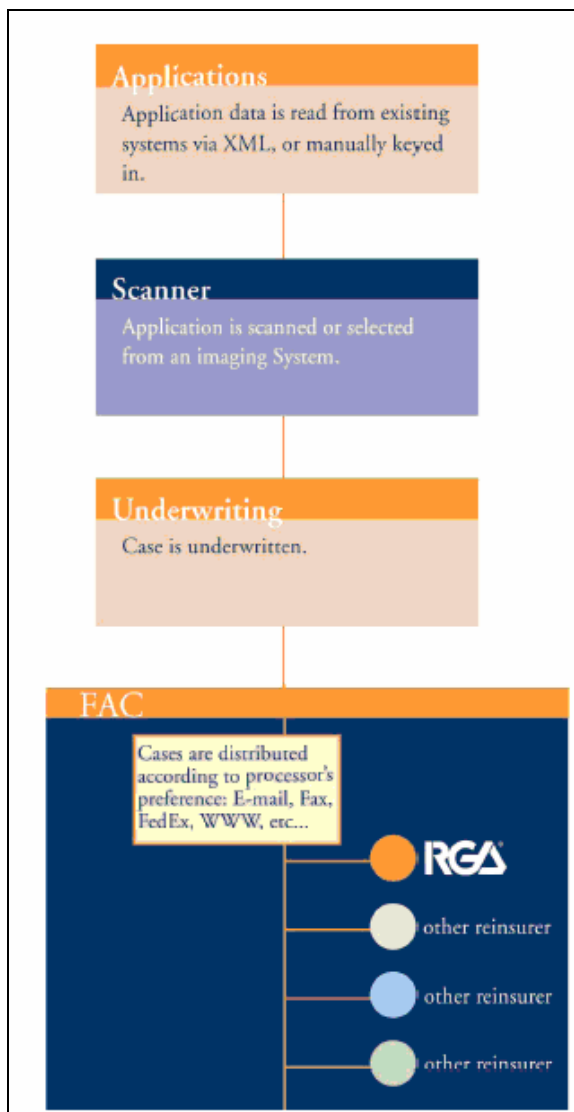 Applications
Application data is read from existing
systems via XML, or manually keyed
in.
Scanner
Application is scanned or selected
from an imaging System.
Underwriting
Case is underwritten.
FAC
Cases are distributed
according to processor's
preference: E-mail, Fax,
FedEx, WWW, etc...
RGA
other reinsurer
other reinsurer
other reinsurer